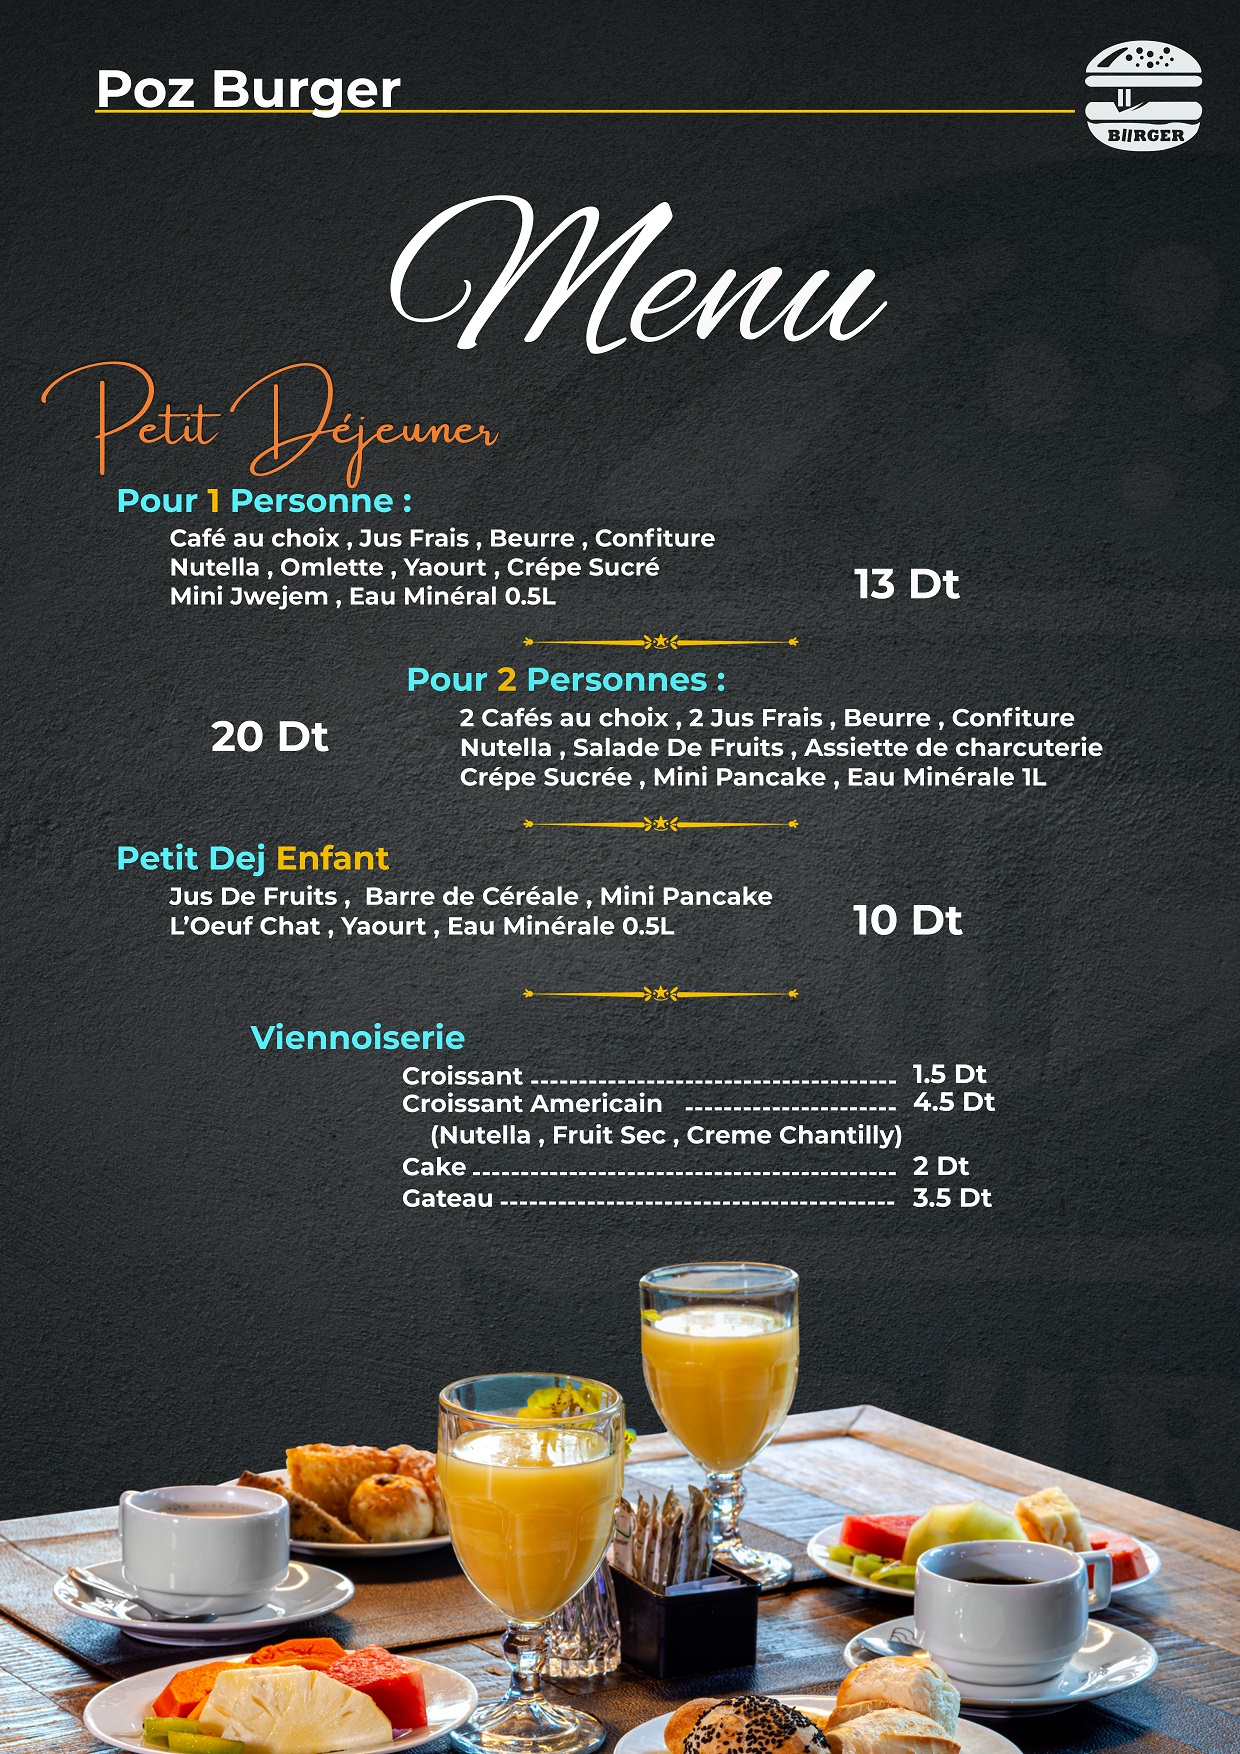 Poz Burger
BIIRGER
Menu
Petit Déjeuner
Pour 1 Personne :
Café au choix , Jus Frais , Beurre , Confiture
Nutella , Omlette , Yaourt , Crépe Sucré
Mini Jwejem , Eau Minéral 0.5L
13 Dt
Pour 2 Personnes :
2 Cafés au choix , 2 Jus Frais , Beurre , Confiture
Nutella , Salade De Fruits , Assiette de charcuterie
Crépe Sucrée , Mini Pancake , Eau Minérale 1L
20 Dt
Petit Dej Enfant
Jus De Fruits , Barre de Céréale , Mini Pancake
L'Oeuf Chat , Yaourt , Eau Minérale 0.5L
10 Dt
Viennoiserie
Croissant -------------------------------------- 1.5 Dt
Croissant Americain ---------------------- 4.5 Dt
(Nutella , Fruit Sec , Creme Chantilly)
Cake -------------------------------------------- 2 Dt
Gateau ----------------------------------------- 3.5 Dt